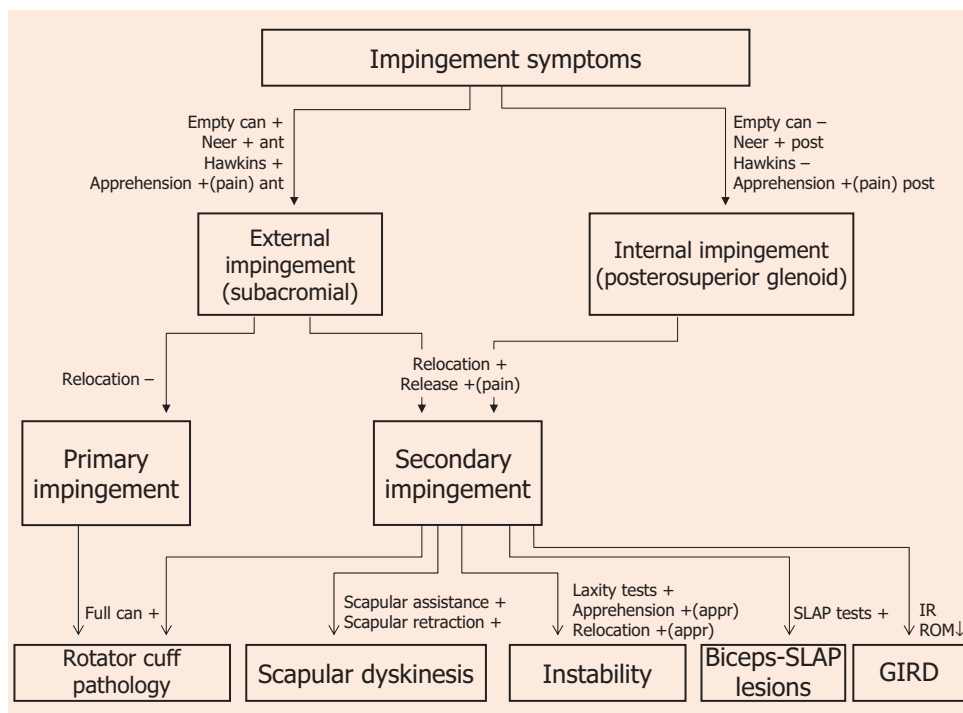 Impingement symptoms
Empty can +
Neer + ant
Hawkins +
Apprehension +(pain) ant
Empty can –
Neer + post
Hawkins –
Apprehension +(pain) post
External
impingement
(subacromial)
Internal impingement
(posterosuperior glenoid)
Relocation –
Relocation +
Release +(pain)
Primary
impingement
Secondary
impingement
Full can +
Scapular assistance +
Scapular retraction +
Laxity tests +
Apprehension +(appr)
Relocation +(appr)
SLAP tests +
IR
ROM↓
Rotator cuff
pathology
Scapular dyskinesis
Instability
Biceps-SLAP
lesions
GIRD